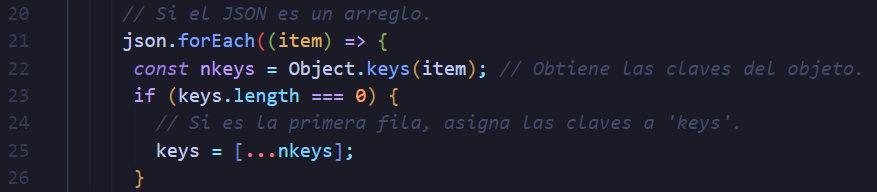 20 // Si el JSON es un arreglo.
21 json.forEach((item) => {
22 const nkeys = Object.keys(item); // Obtiene las claves del objeto.
23 if (keys.length === 0) {
24 // Si es la primera fila, asigna las claves a 'keys'.
25 keys = [...nkeys];
26 }